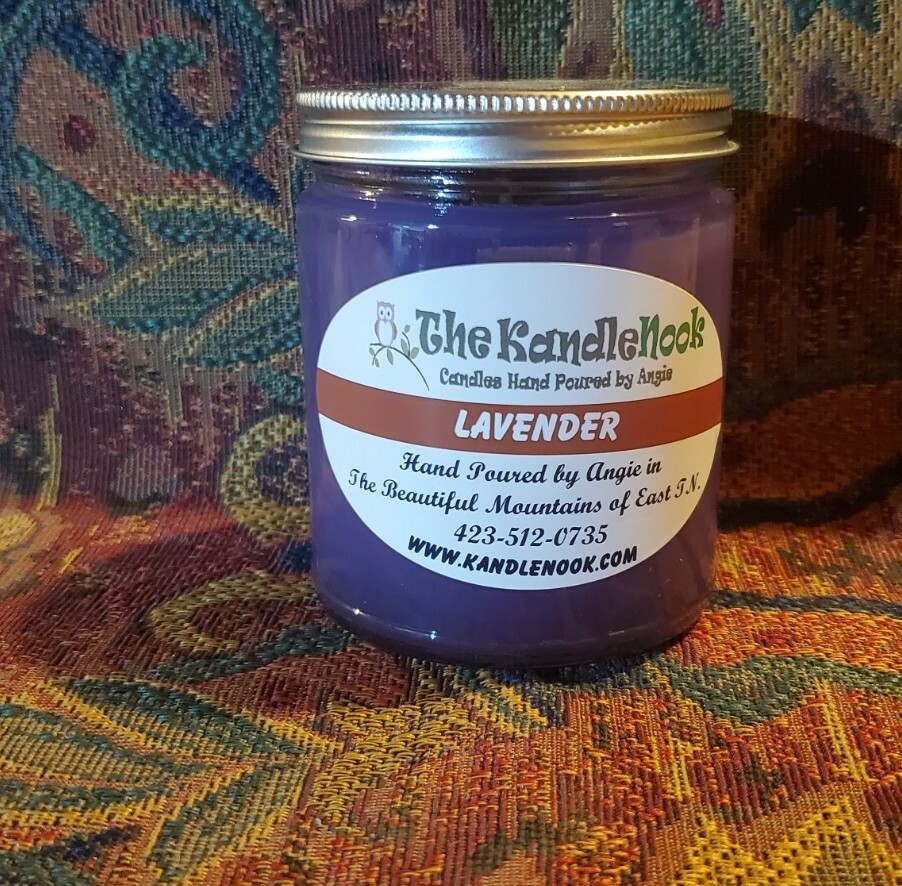 The KandleNook
Candles Hand Poured by Angie
LAVENDER
Hand Poured by Angie in
The Beautiful Mountains of East TN.
423-512-0735
WWW.KANDLENOOK.COM